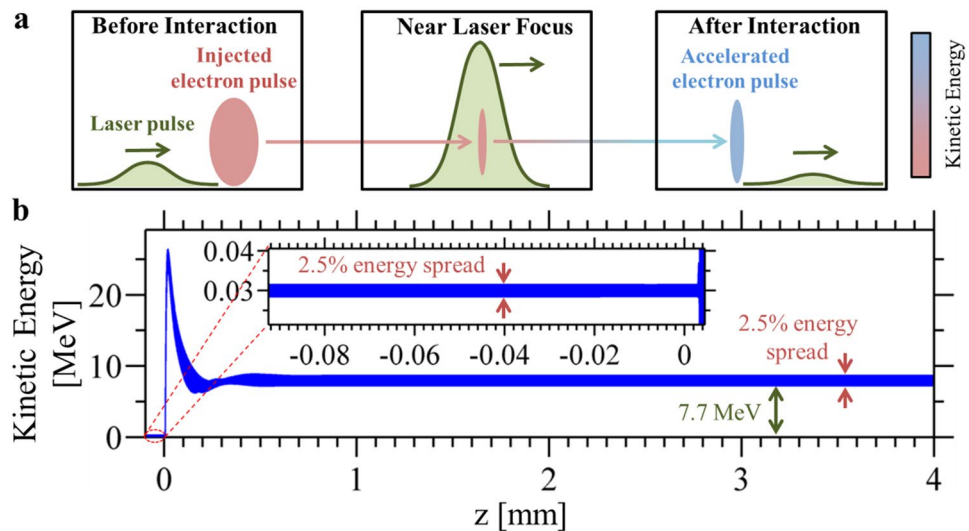 a
Before Interaction
Near Laser Focus
After Interaction
Injected
electron pulse
Laser pulse
Accelerated
electron pulse
Kinetic Energy
b
Kinetic Energy
[MeV]
20
10
0
0.04
0.03
2.5% energy spread
-0.08 -0.06 -0.04 -0.02 0
2.5% energy
spread
7.7 MeV
0 1 2 3 4
z [mm]